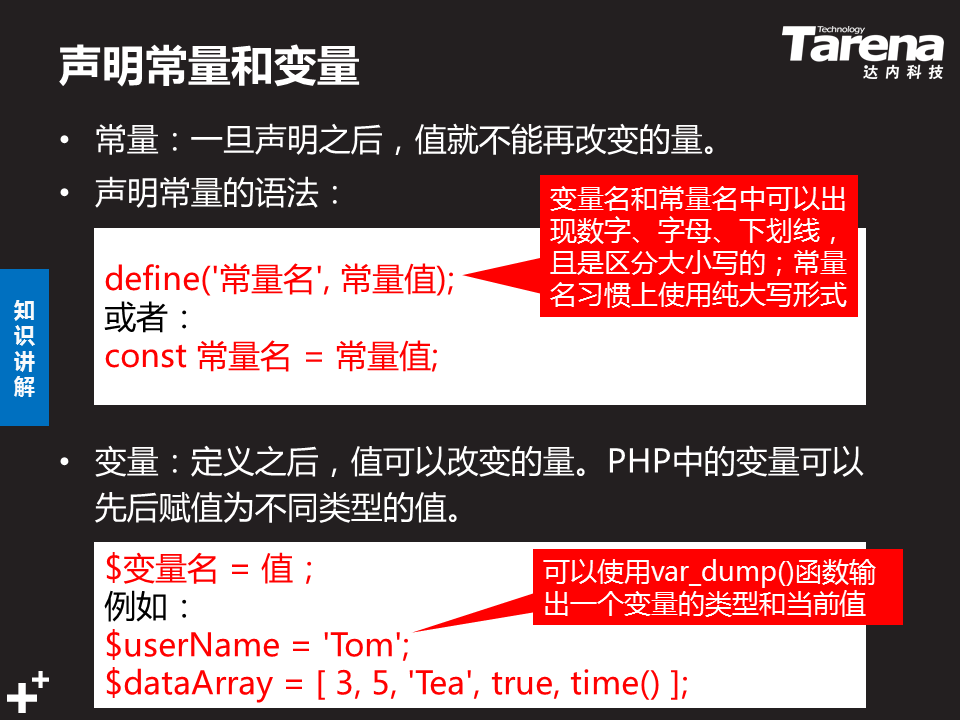 声明常量和变量
Technology
Tarena
达内科技
• 常量：一旦声明之后，值就不能再改变的量。
• 声明常量的语法：
变量名和常量名中可以出
现数字、字母、下划线，
且是区分大小写的；常量
名习惯上使用纯大写形式
define('常量名', 常量值);
或者：
const 常量名 = 常量值;
知
识
讲
解
• 变量：定义之后，值可以改变的量。PHP中的变量可以
先后赋值为不同类型的值。
$变量名 = 值；
例如：
$userName = 'Tom';
$dataArray = [ 3, 5, 'Tea', true, time() ];
可以使用var_dump()函数输
出一个变量的类型和当前值